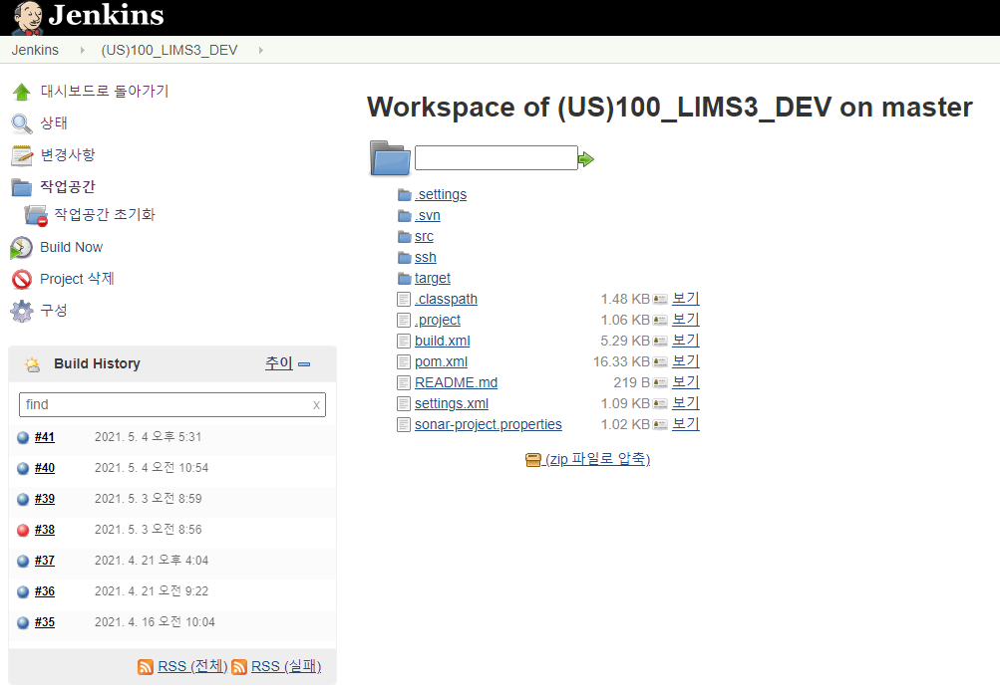 Jenkins
Jenkins (US)100_LIMS3_DEV
대시보드로 돌아가기
상태
변경사항
작업공간
작업공간 초기화
Build Now
Project 삭제
구성
Build History 추이
find x
#41 2021. 5. 4 오후 5:31
#40 2021. 5. 4 오전 10:54
#39 2021. 5. 3 오전 8:59
#38 2021. 5. 3 오전 8:56
#37 2021. 4. 21 오후 4:04
#36 2021. 4. 21 오전 9:22
#35 2021. 4. 16 오전 10:04
RSS (전체) RSS (실패)
Workspace of (US)100_LIMS3_DEV on master
.settings
.svn
src
ssh
target
.classpath 1.48 KB 보기
.project 1.06 KB 보기
build.xml 5.29 KB 보기
pom.xml 16.33 KB 보기
README.md 219 B 보기
settings.xml 1.09 KB 보기
sonar-project.properties 1.02 KB 보기
(zip 파일로 압축)